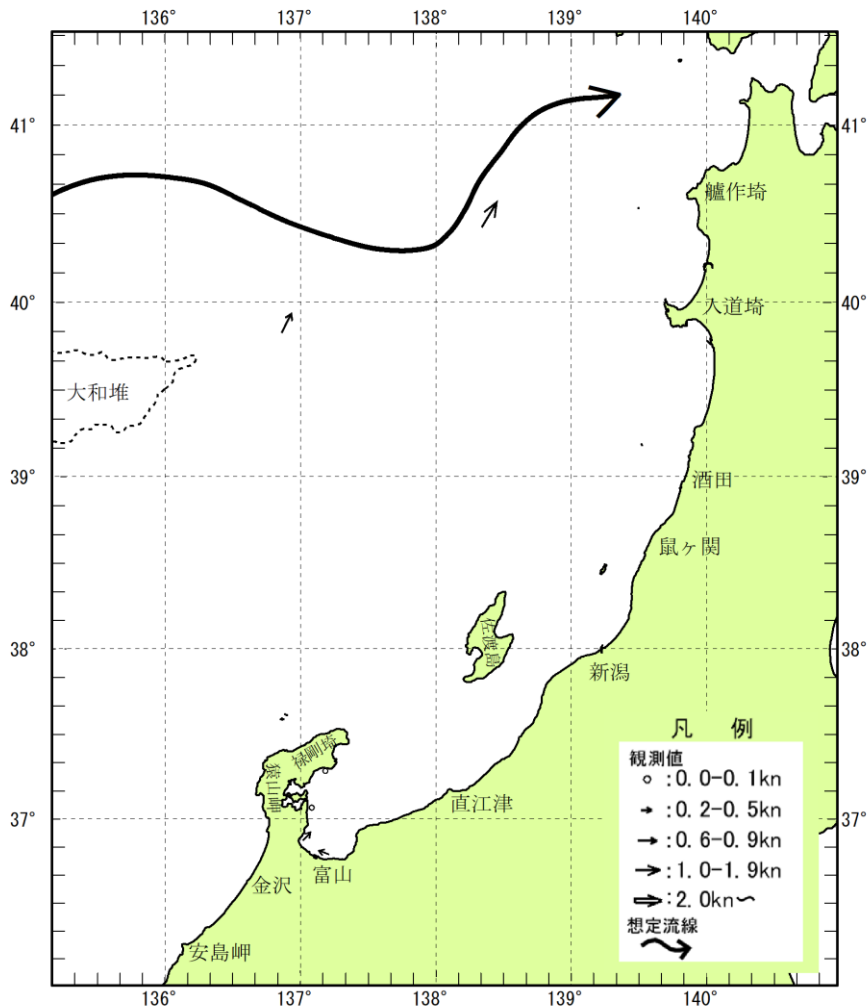 136° 137° 138° 139° 140°
41° 41°
艫作埼
40° 40°
入道埼
大和堆
39° 39°
酒田
鼠ヶ関
佐渡島
38° 38°
新潟
凡 例
禄剛埼
猿山岬
観測値
:0.0-0.1kn
:0.2-0.5kn
:0.6-0.9kn
:1.0-1.9kn
:2.0kn~
想定流線
直江津
37° 37°
富山
金沢
安島岬
136° 137° 138° 139° 140°